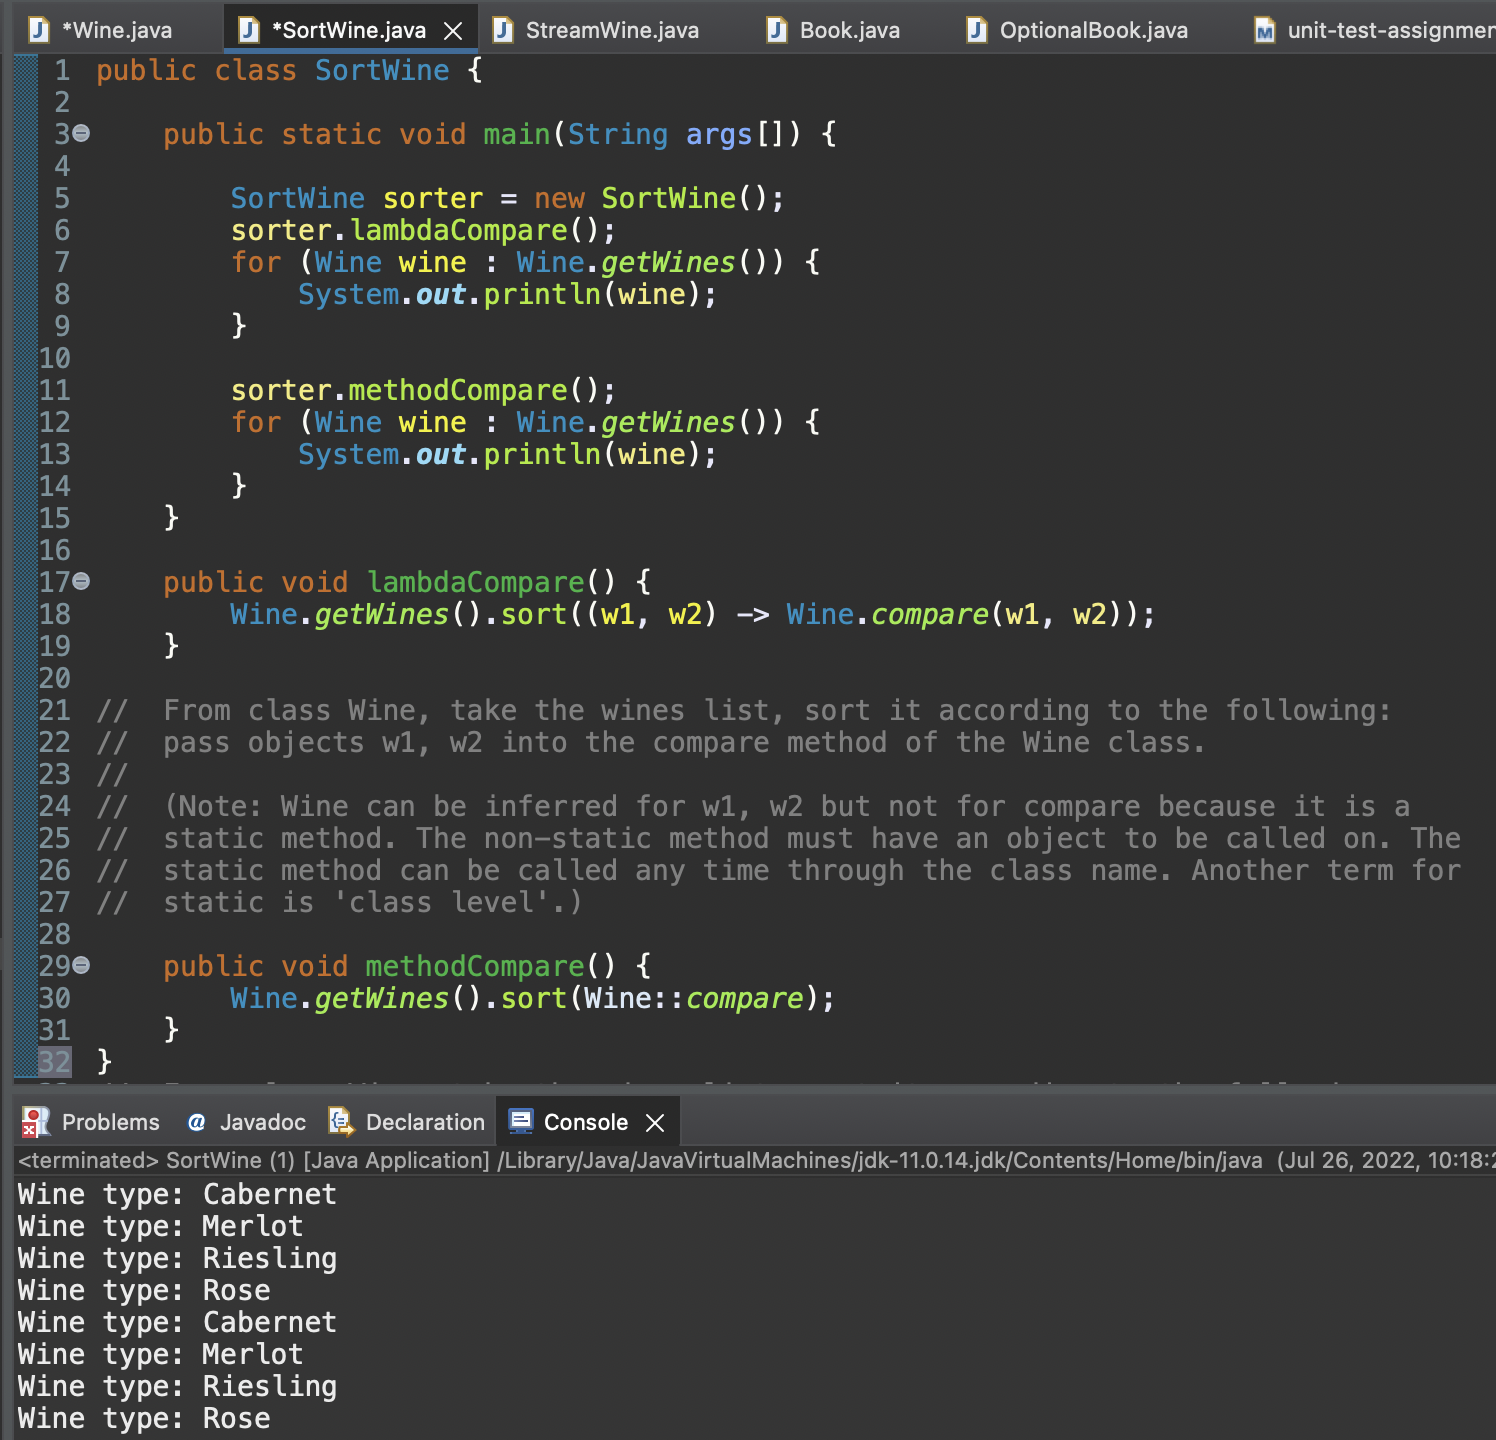 *Wine.java *SortWine.java StreamWine.java Book.java OptionalBook.java unit-test-assignmen
1 public class SortWine {
2
3 public static void main(String args[]) {
4
5 SortWine sorter = new SortWine();
6 sorter.lambdaCompare();
7 for (Wine wine : Wine.getWines()) {
8 System.out.println(wine);
9 }
10
11 sorter.methodCompare();
12 for (Wine wine : Wine.getWines()) {
13 System.out.println(wine);
14 }
15 }
16
17 public void lambdaCompare() {
18 Wine.getWines().sort((w1, w2) -> Wine.compare(w1, w2));
19 }
20
21 // From class Wine, take the wines list, sort it according to the following:
22 // pass objects w1, w2 into the compare method of the Wine class.
23 //
24 // (Note: Wine can be inferred for w1, w2 but not for compare because it is a
25 // static method. The non-static method must have an object to be called on. The
26 // static method can be called any time through the class name. Another term for
27 // static is 'class level'.)
28
29 public void methodCompare() {
30 Wine.getWines().sort(Wine::compare);
31 }
32 }
Problems @ Javadoc Declaration Console
<terminated> SortWine (1) [Java Application] /Library/Java/JavaVirtualMachines/jdk-11.0.14.jdk/Contents/Home/bin/java (Jul 26, 2022, 10:18:2
Wine type: Cabernet
Wine type: Merlot
Wine type: Riesling
Wine type: Rose
Wine type: Cabernet
Wine type: Merlot
Wine type: Riesling
Wine type: Rose